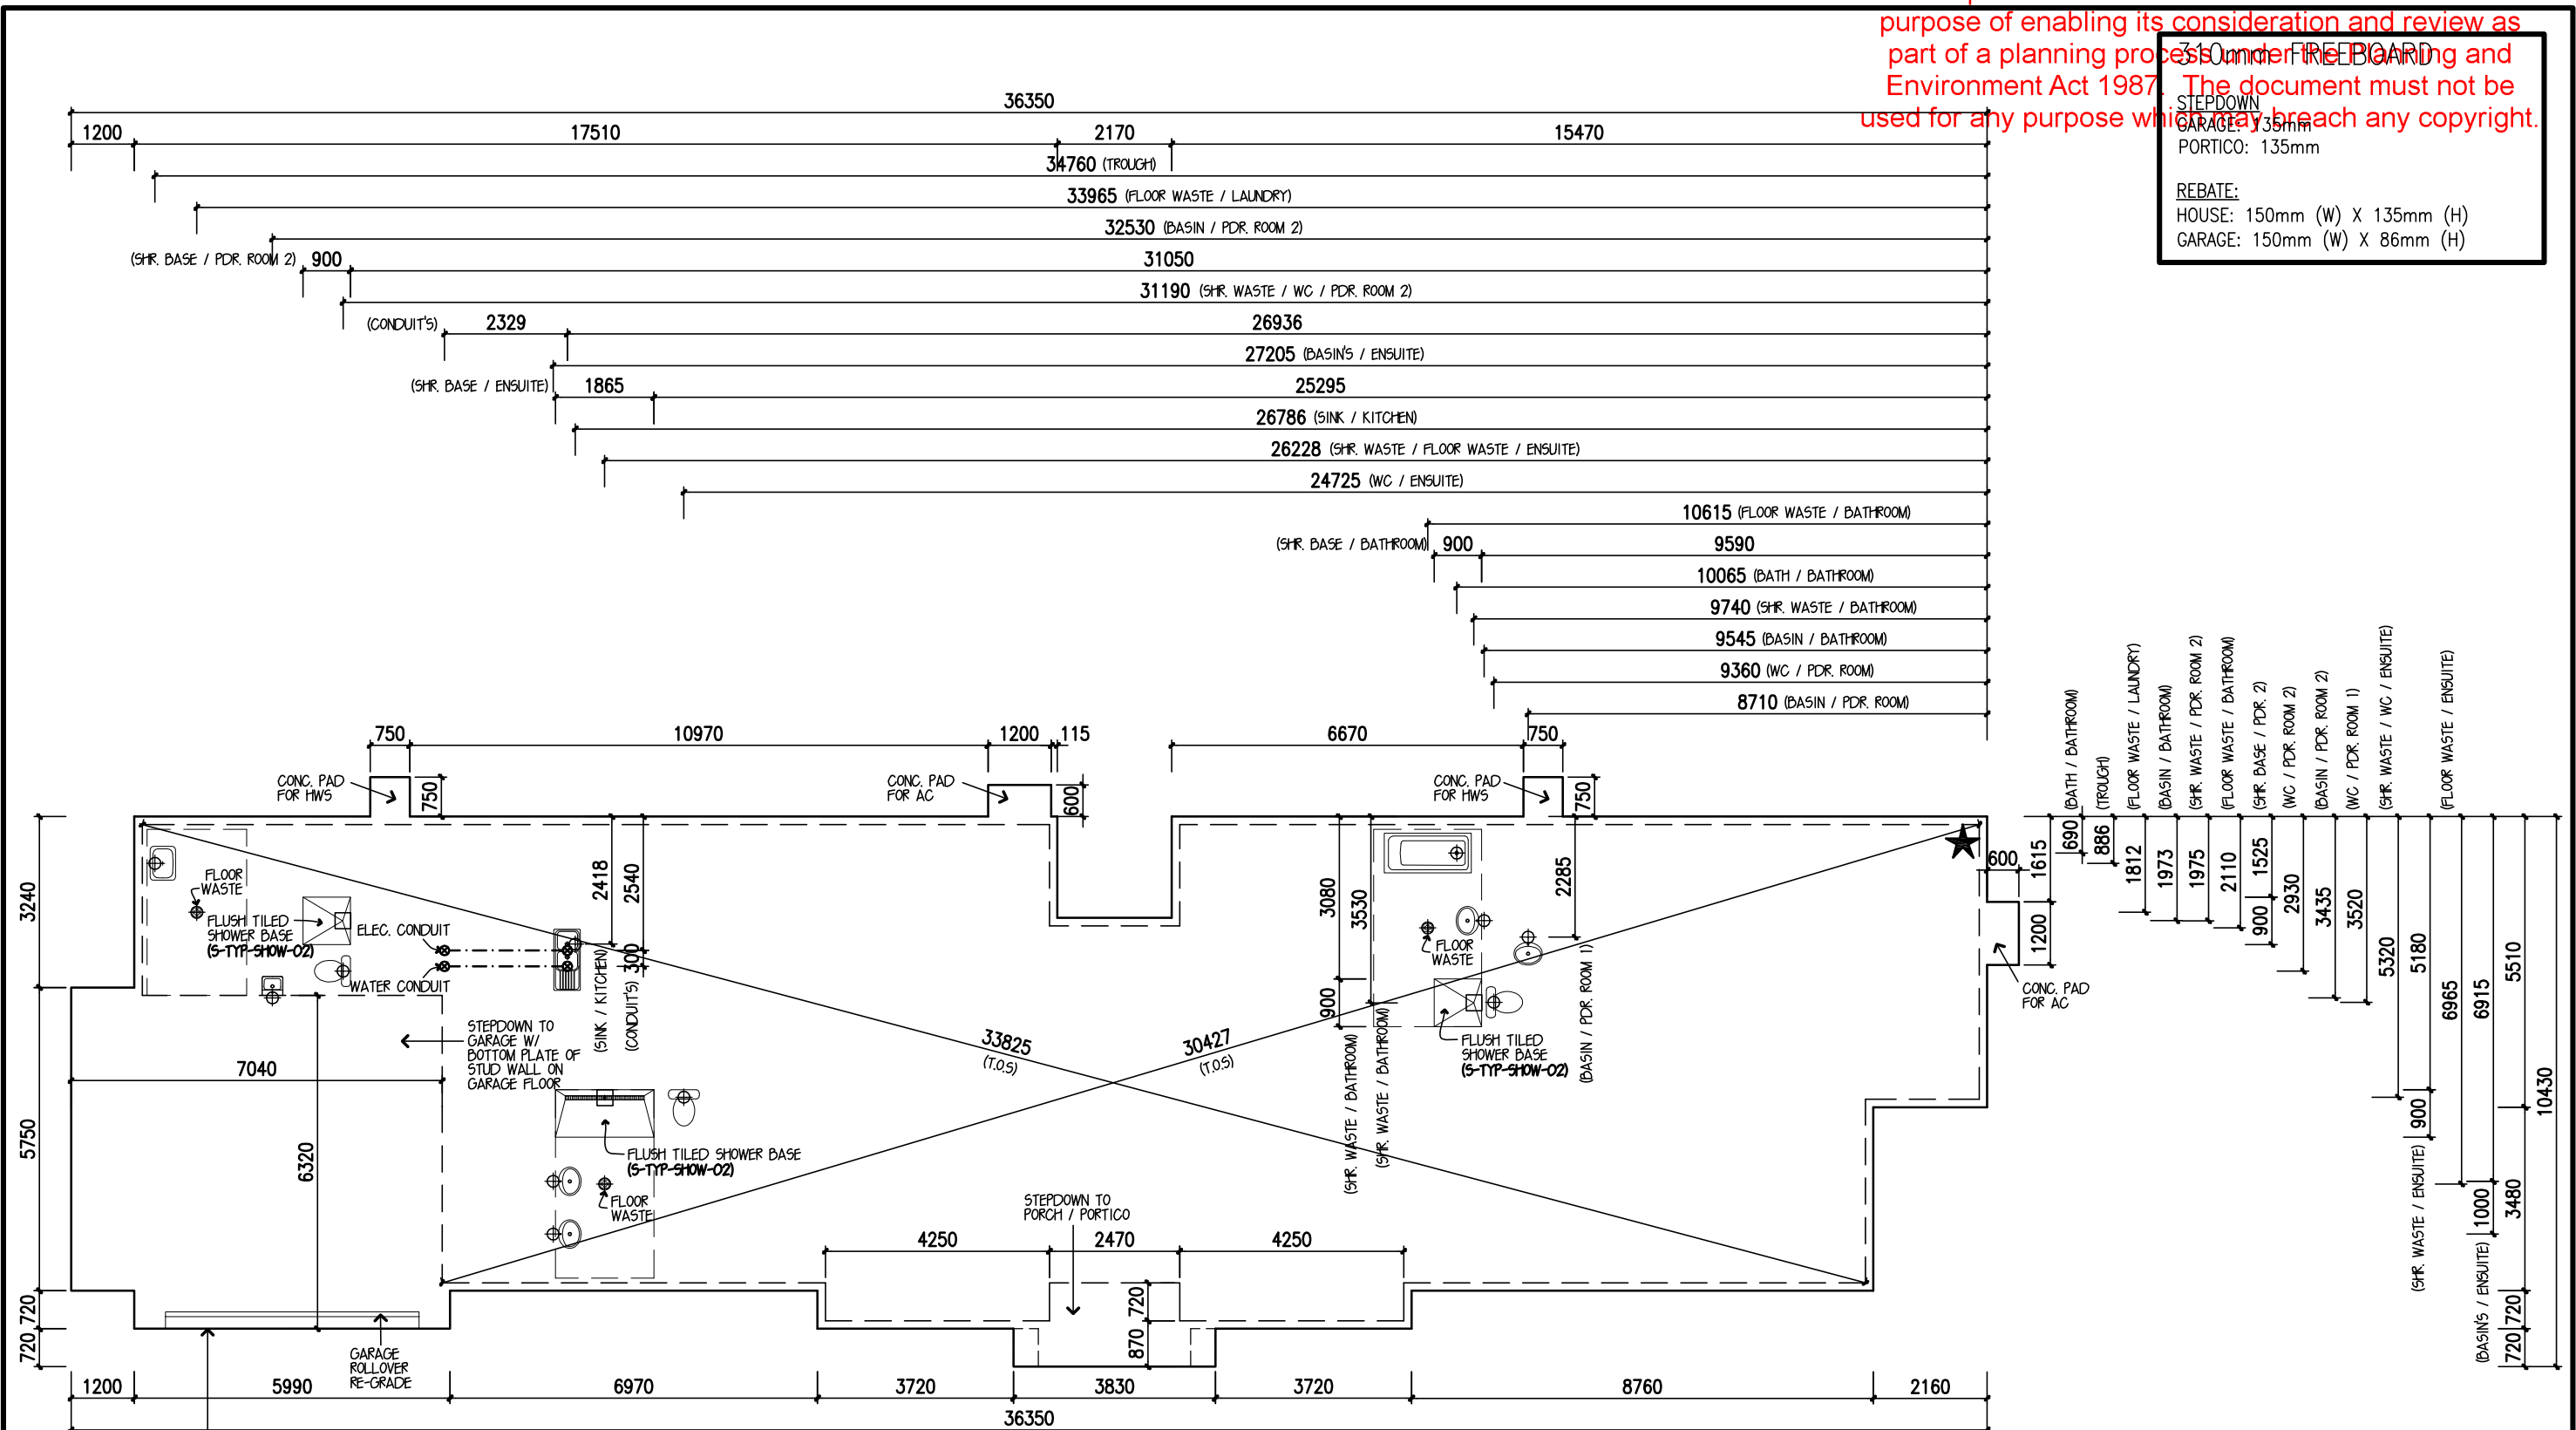 purpose of enabling its consideration and review as
part of a planning process under the Planning and
Environment Act 1987. The document must not be
used for any purpose which may breach any copyright.
310mm FREEBOARD
STEPDOWN
GARAGE: 135mm
PORTICO: 135mm
REBATE:
HOUSE: 150mm (W) X 135mm (H)
GARAGE: 150mm (W) X 86mm (H)
36350
1200 17510 2170 15470
34760 (TROUGH)
33965 (FLOOR WASTE / LAUNDRY)
32530 (BASIN / PDR. ROOM 2)
(SHR. BASE / PDR. ROOM 2) 900 31050
31190 (SHR. WASTE / WC / PDR. ROOM 2)
(CONDUIT'S) 2329 26936
27205 (BASIN'S / ENSUITE)
(SHR. BASE / ENSUITE) 1865 25295
26786 (SINK / KITCHEN)
26228 (SHR. WASTE / FLOOR WASTE / ENSUITE)
24725 (WC / ENSUITE)
10615 (FLOOR WASTE / BATHROOM)
(SHR. BASE / BATHROOM) 900 9590
10065 (BATH / BATHROOM)
9740 (SHR. WASTE / BATHROOM)
9545 (BASIN / BATHROOM)
9360 (WC / PDR. ROOM)
8710 (BASIN / PDR. ROOM)
750 10970 1200 115 6670 750
CONC. PAD
FOR HWS
750
CONC. PAD
FOR AC
600
CONC. PAD
FOR HWS
750
(BATH / BATHROOM)
(TROUGH)
(FLOOR WASTE / LAUNDRY)
(BASIN / BATHROOM)
(SHR. WASTE / PDR. ROOM 2)
(FLOOR WASTE / BATHROOM)
(SHR. BASE / PDR. 2)
(WC / PDR. ROOM 2)
(BASIN / PDR. ROOM 2)
(WC / PDR. ROOM 1)
(SHR. WASTE / WC / ENSUITE)
(FLOOR WASTE / ENSUITE)
1615
1200
690
886
1812
1973
1975
2110
1525
900
2930
3435
3520
5320
5180
900
(SHR. WASTE / ENSUITE)
6965
6915
1000
(BASIN'S / ENSUITE)
5510
3480
720
720
10430
600
CONC. PAD
FOR AC
3240
5750
720
720
FLOOR
WASTE
FLUSH TILED
SHOWER BASE
(S-TYP-SHOW-02)
ELEC. CONDUIT
WATER CONDUIT
2418
2540
300
(SINK / KITCHEN)
(CONDUIT'S)
STEPDOWN TO
GARAGE W/
BOTTOM PLATE OF
STUD WALL ON
GARAGE FLOOR
7040
6320
33825
(T.O.S)
30427
(T.O.S)
3080
900
3530
2285
FLOOR
WASTE
FLUSH TILED
SHOWER BASE
(S-TYP-SHOW-02)
(SHR. WASTE / BATHROOM)
(SHR. WASTE / BATHROOM)
(BASIN / PDR. ROOM 1)
FLUSH TILED SHOWER BASE
(S-TYP-SHOW-02)
FLOOR
WASTE
STEPDOWN TO
PORCH / PORTICO
4250 2470 4250
720
870
GARAGE
ROLLOVER
RE-GRADE
1200 5990 6970 3720 3830 3720 8760 2160
36350